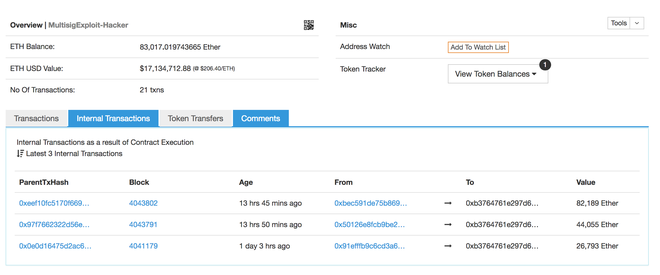 Overview | MultisigExploit-Hacker
ETH Balance: 83,017.019743665 Ether
ETH USD Value: $17,134,712.88 (@ $206.40/ETH)
No Of Transactions: 21 txns
Misc
Tools
Address Watch Add To Watch List
Token Tracker View Token Balances 1
Transactions Internal Transactions Token Transfers Comments
Internal Transactions as a result of Contract Execution
Latest 3 Internal Transactions
ParentTxHash Block Age From To Value
0xeef10fc5170f669... 4043802 13 hrs 45 mins ago 0xbec591de75b869... 0xb3764761e297d6... 82,189 Ether
0x97f7662322d56e... 4043791 13 hrs 50 mins ago 0x50126e8fcb9be2... 0xb3764761e297d6... 44,055 Ether
0x0e0d16475d2ac6... 4041179 1 day 3 hrs ago 0x91efffb9c6cd3a6... 0xb3764761e297d6... 26,793 Ether